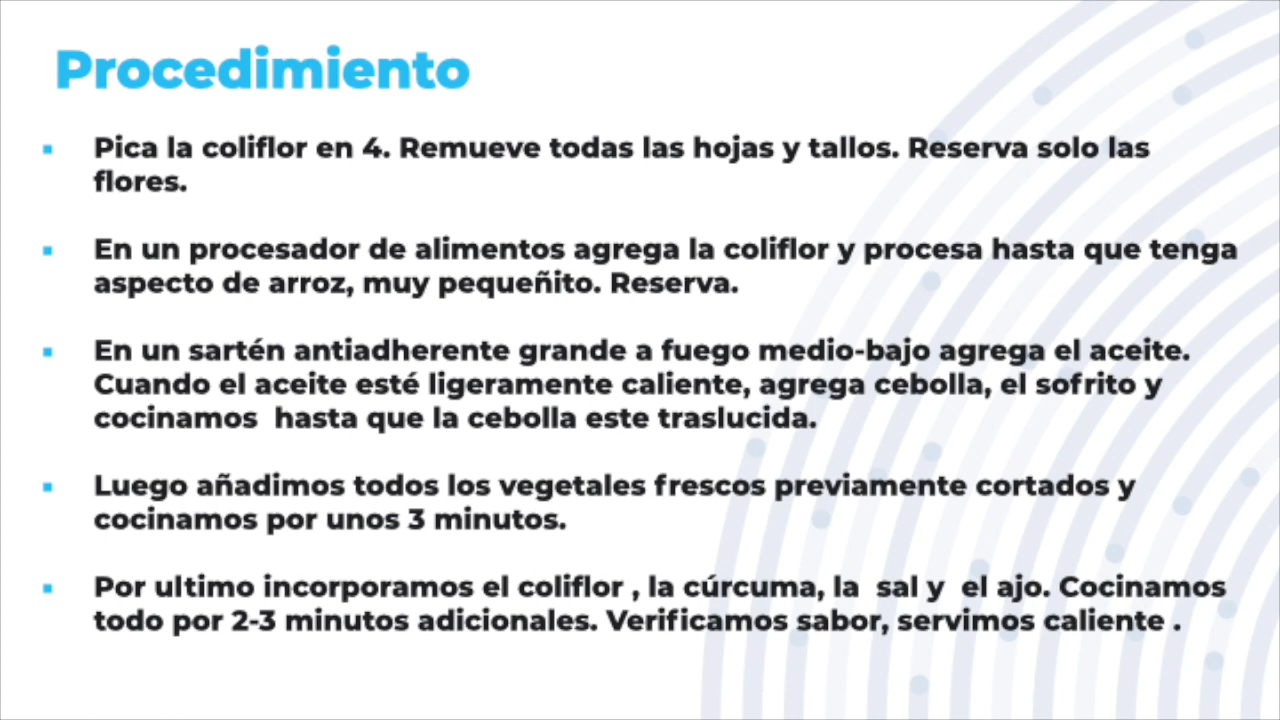 Procedimiento
▪ Pica la coliflor en 4. Remueve todas las hojas y tallos. Reserva solo las
flores.
▪ En un procesador de alimentos agrega la coliflor y procesa hasta que tenga
aspecto de arroz, muy pequeñito. Reserva.
▪ En un sartén antiadherente grande a fuego medio-bajo agrega el aceite.
Cuando el aceite esté ligeramente caliente, agrega cebolla, el sofrito y
cocinamos  hasta que la cebolla este traslucida.
▪ Luego añadimos todos los vegetales frescos previamente cortados y
cocinamos por unos 3 minutos.
▪ Por ultimo incorporamos el coliflor , la cúrcuma, la  sal y  el ajo. Cocinamos
todo por 2-3 minutos adicionales. Verificamos sabor, servimos caliente .